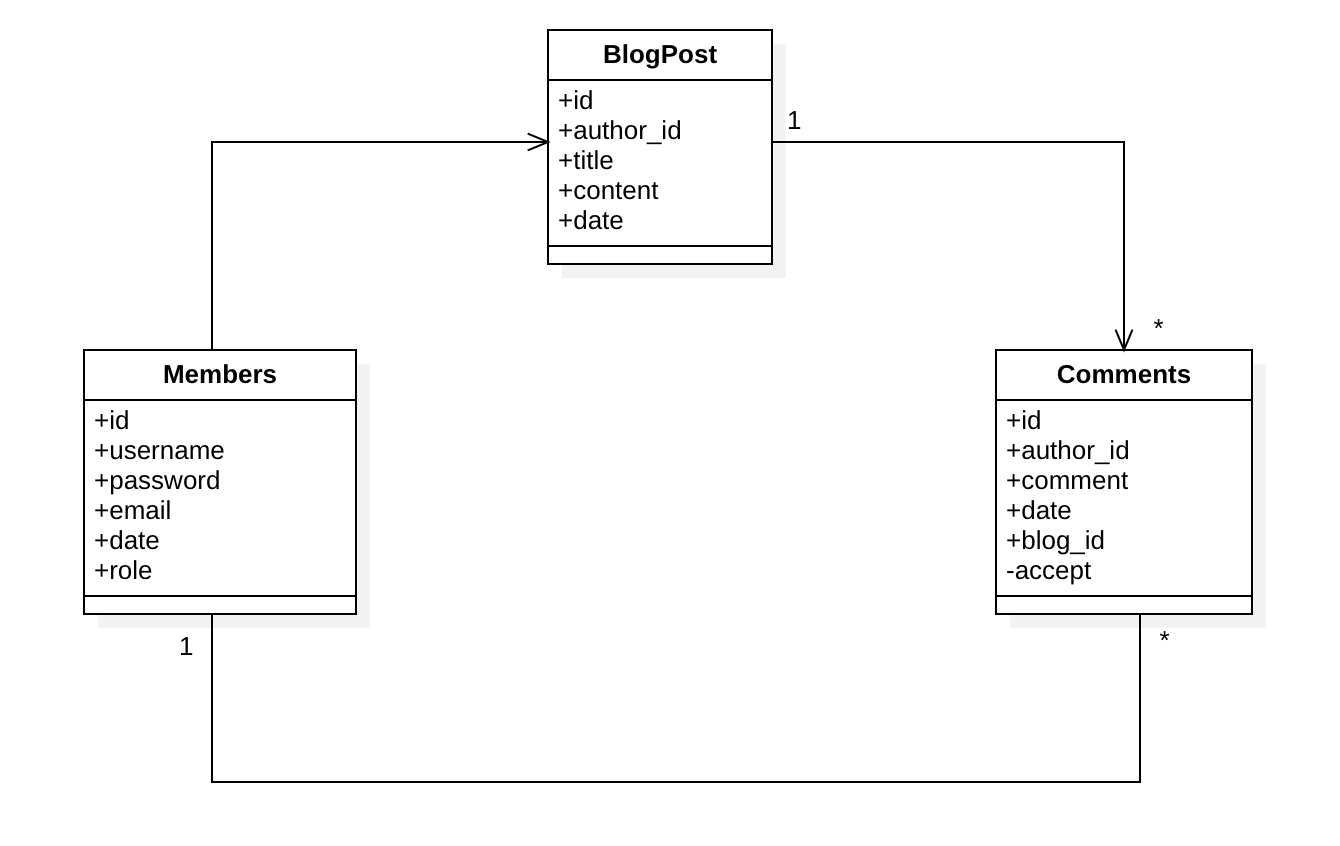 BlogPost
+id
+author_id
+title
+content
+date
1
*
Members
+id
+username
+password
+email
+date
+role
1
Comments
+id
+author_id
+comment
+date
+blog_id
-accept
*